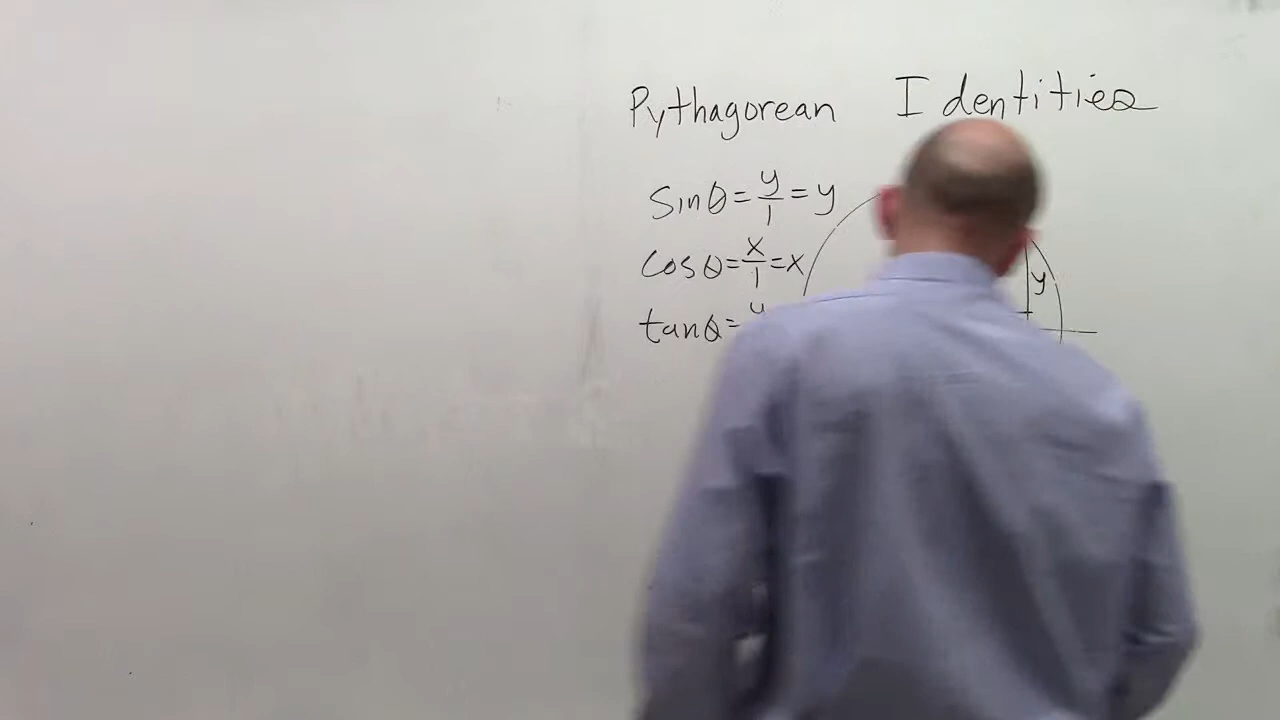 Pythagorean Identities
sinθ = y/1 = y
cosθ = x/1 = x
tanθ =
y